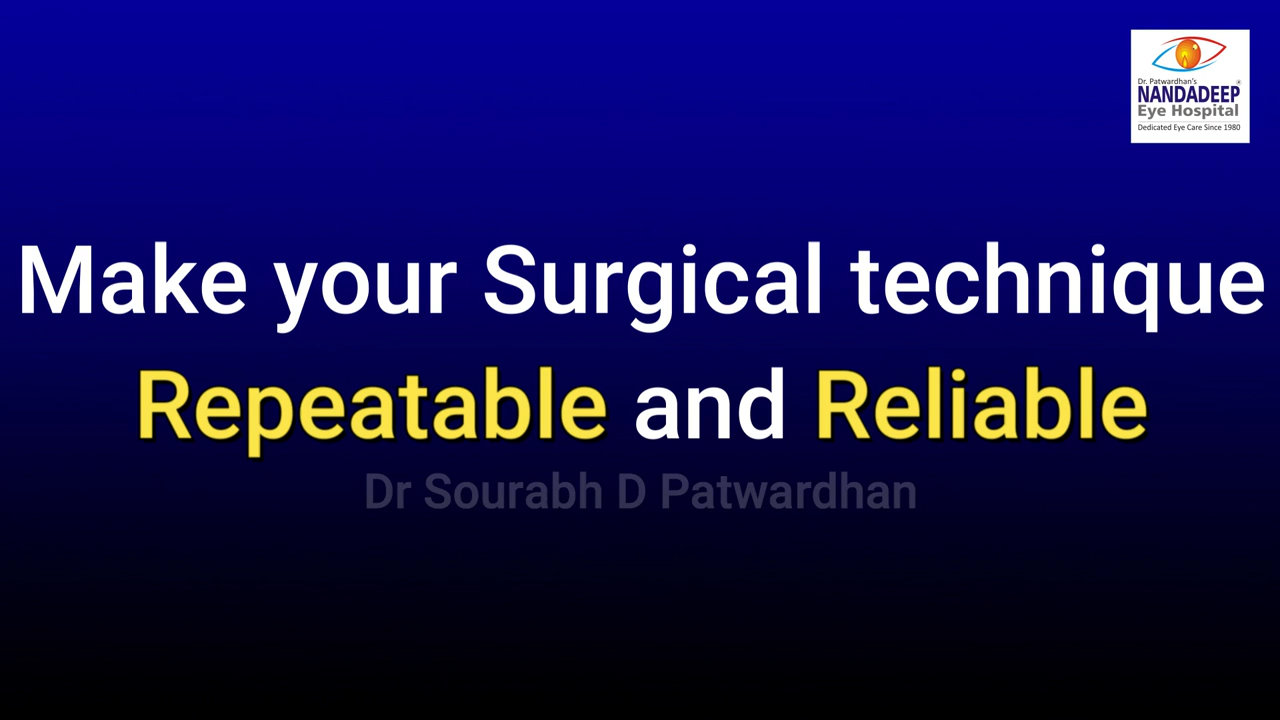 Dr. Patwardhan's
NANDADEEP
Eye Hospital
Dedicated Eye Care Since 1980
Make your Surgical technique
Repeatable and Reliable
Dr Sourabh D Patwardhan